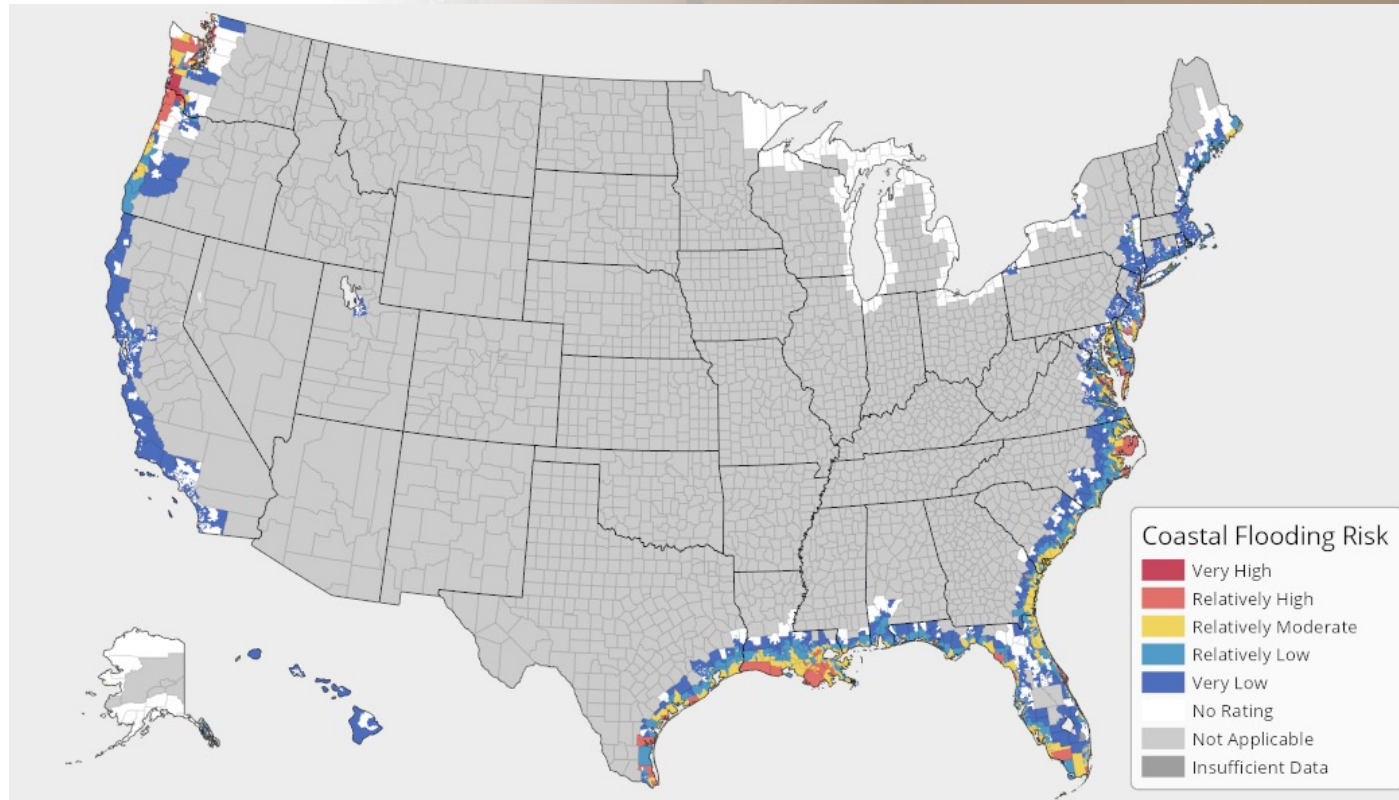 Coastal Flooding Risk
Very High
Relatively High
Relatively Moderate
Relatively Low
Very Low
No Rating
Not Applicable
Insufficient Data